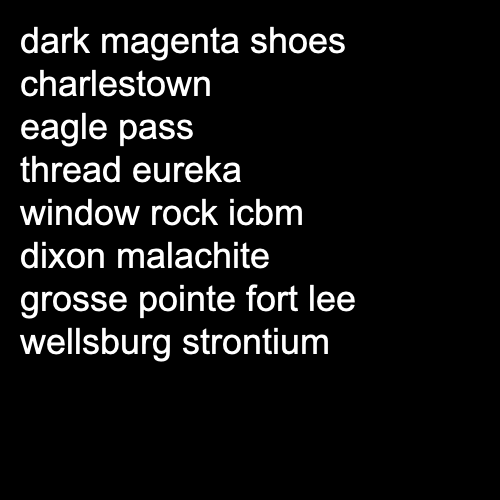 dark magenta shoes
charlestown
eagle pass
thread eureka
window rock icbm
dixon malachite
grosse pointe fort lee
wellsburg strontium